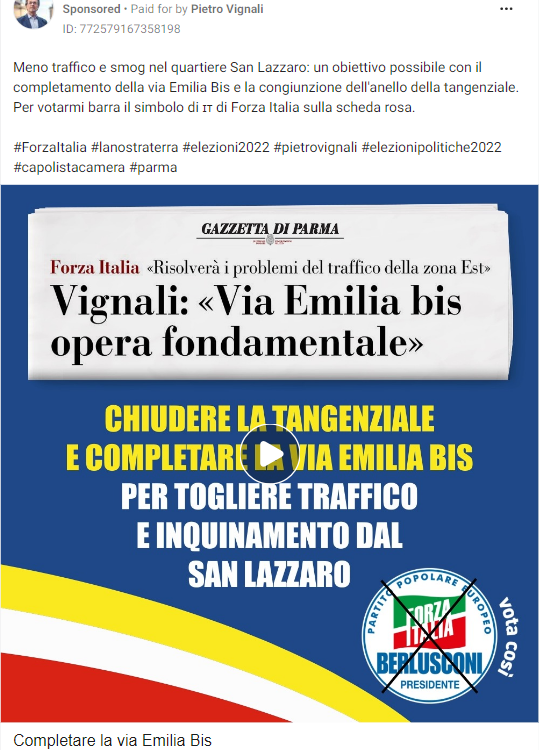 Sponsored • Paid for by Pietro Vignali
ID: 772579167358198
Meno traffico e smog nel quartiere San Lazzaro: un obiettivo possibile con il
completamento della via Emilia Bis e la congiunzione dell'anello della tangenziale.
Per votarmi barra il simbolo di ɪᴛ di Forza Italia sulla scheda rosa.
#ForzaItalia #lanostraterra #elezioni2022 #pietrovignali #elezionipolitiche2022
#capolistacamera #parma
GAZZETTA DI PARMA
Forza Italia «Risolverà i problemi del traffico della zona Est»
Vignali: «Via Emilia bis
opera fondamentale»
CHIUDERE LA TANGENZIALE
E COMPLETARE LA VIA EMILIA BIS
PER TOGLIERE TRAFFICO
E INQUINAMENTO DAL
SAN LAZZARO
PARTITO POPOLARE EUROPEO
FORZA
ITALIA
BERLUSCONI
PRESIDENTE
vota così
Completare la via Emilia Bis